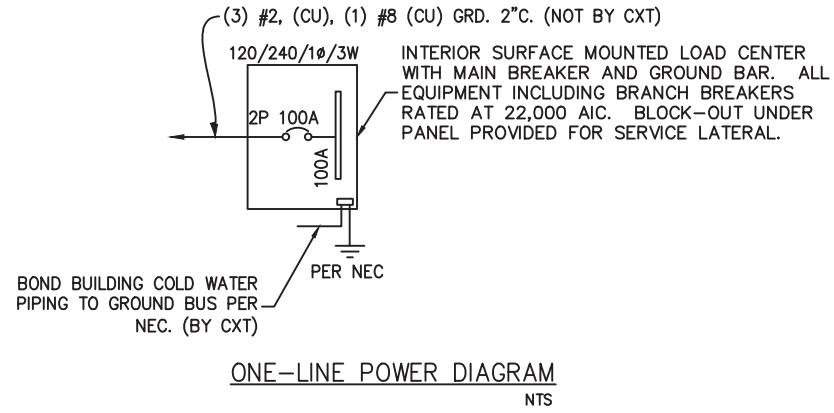 (3) #2, (CU), (1) #8 (CU) GRD. 2"C. (NOT BY CXT)
120/240/1ø/3W
INTERIOR SURFACE MOUNTED LOAD CENTER
WITH MAIN BREAKER AND GROUND BAR. ALL
EQUIPMENT INCLUDING BRANCH BREAKERS
RATED AT 22,000 AIC. BLOCK-OUT UNDER
PANEL PROVIDED FOR SERVICE LATERAL.
2P 100A
100A
PER NEC
BOND BUILDING COLD WATER
PIPING TO GROUND BUS PER
NEC. (BY CXT)
ONE-LINE POWER DIAGRAM
NTS